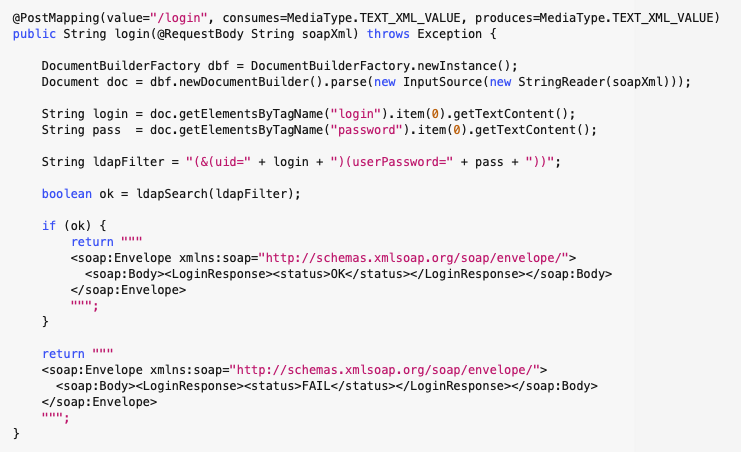 @PostMapping(value="/login", consumes=MediaType.TEXT_XML_VALUE, produces=MediaType.TEXT_XML_VALUE)
public String login(@RequestBody String soapXml) throws Exception {

    DocumentBuilderFactory dbf = DocumentBuilderFactory.newInstance();
    Document doc = dbf.newDocumentBuilder().parse(new InputSource(new StringReader(soapXml)));

    String login = doc.getElementsByTagName("login").item(0).getTextContent();
    String pass  = doc.getElementsByTagName("password").item(0).getTextContent();

    String ldapFilter = "(&(uid=" + login + ")(userPassword=" + pass + "))";

    boolean ok = ldapSearch(ldapFilter);

    if (ok) {
        return """
        <soap:Envelope xmlns:soap="http://schemas.xmlsoap.org/soap/envelope/">
          <soap:Body><LoginResponse><status>OK</status></LoginResponse></soap:Body>
        </soap:Envelope>
        """;
    }

    return """
    <soap:Envelope xmlns:soap="http://schemas.xmlsoap.org/soap/envelope/">
      <soap:Body><LoginResponse><status>FAIL</status></LoginResponse></soap:Body>
    </soap:Envelope>
    """;
}